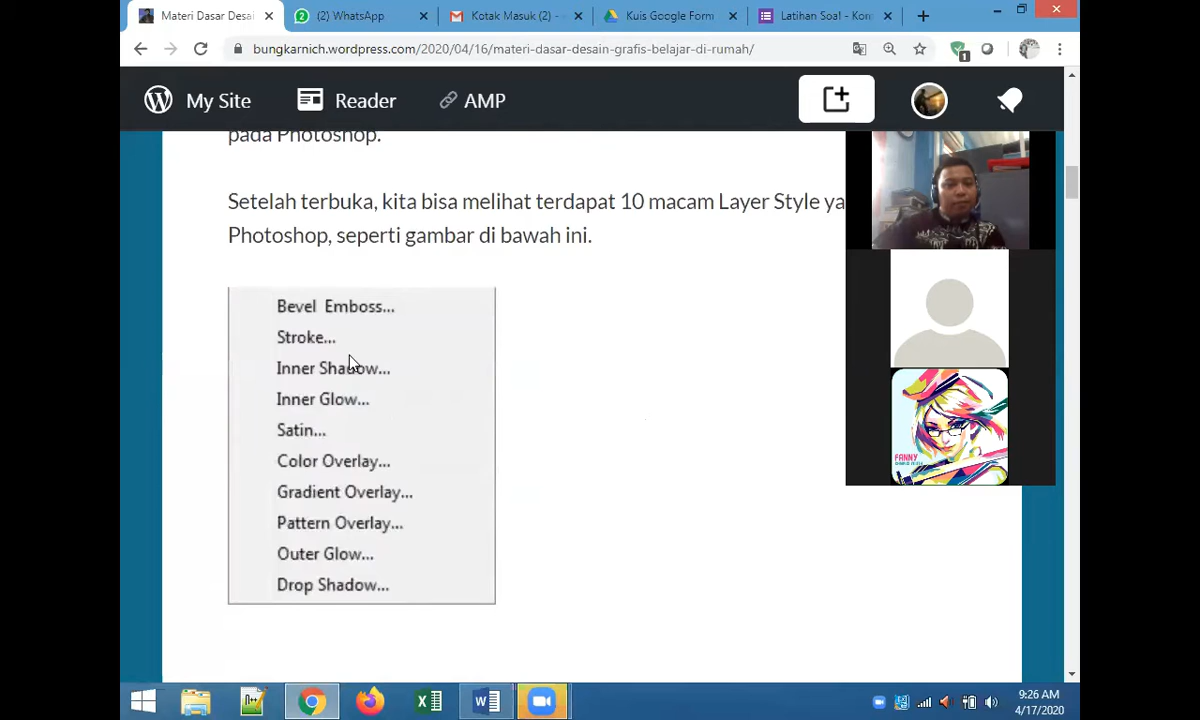 Materi Dasar Desai
(2) WhatsApp
Kotak Masuk (2) -
Kuis Google Form
Latihan Soal - Kon
bungkarnich.wordpress.com/2020/04/16/materi-dasar-desain-grafis-belajar-di-rumah/
My Site
Reader
AMP
pada Photoshop.
Setelah terbuka, kita bisa melihat terdapat 10 macam Layer Style ya
Photoshop, seperti gambar di bawah ini.
Bevel Emboss...
Stroke...
Inner Shadow...
Inner Glow...
Satin...
Color Overlay...
Gradient Overlay...
Pattern Overlay...
Outer Glow...
Drop Shadow...
FANNY
9:26 AM
4/17/2020